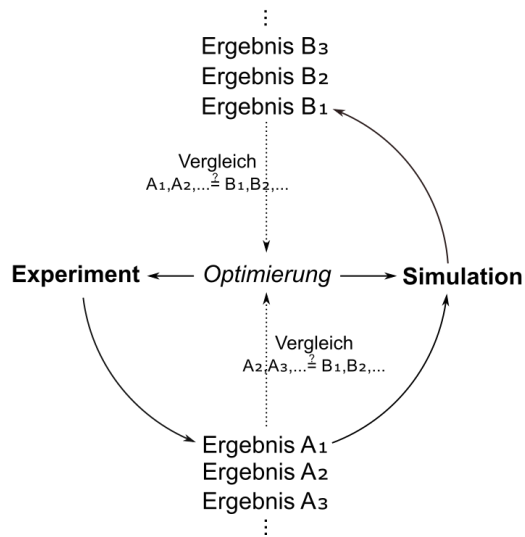 ⋮
Ergebnis B₃
Ergebnis B₂
Ergebnis B₁
Vergleich
A₁,A₂,...≟ B₁,B₂,...
Experiment
Optimierung
Simulation
Vergleich
A₂,A₃,...≟ B₁,B₂,...
Ergebnis A₁
Ergebnis A₂
Ergebnis A₃
⋮